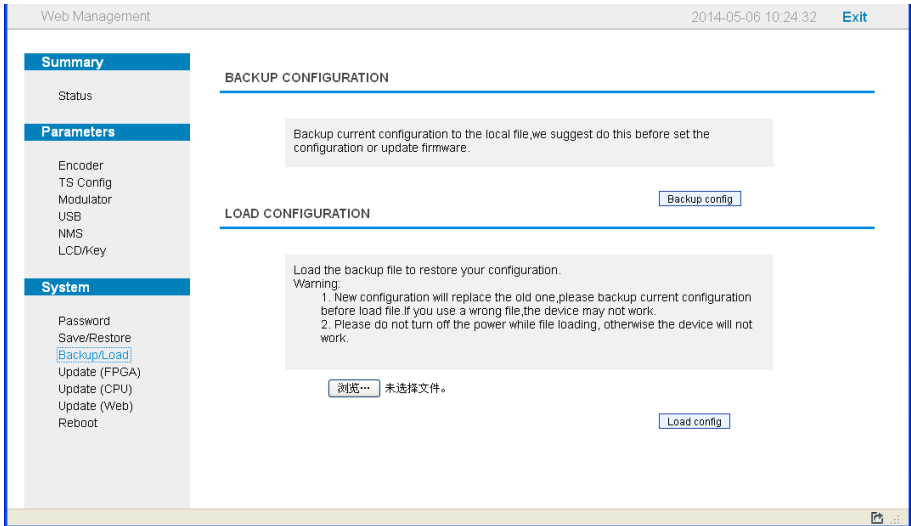 Web Management
2014-05-06 10:24:32
Exit
Summary
Status
Parameters
Encoder
TS Config
Modulator
USB
NMS
LCD/Key
System
Password
Save/Restore
Backup/Load
Update (FPGA)
Update (CPU)
Update (Web)
Reboot
BACKUP CONFIGURATION
Backup current configuration to the local file,we suggest do this before set the
configuration or update firmware.
Backup config
LOAD CONFIGURATION
Load the backup file to restore your configuration.
Warning:
1. New configuration will replace the old one,please backup current configuration
before load file.If you use a wrong file,the device may not work.
2. Please do not turn off the power while file loading, otherwise the device will not
work.
浏览… 未选择文件。
Load config